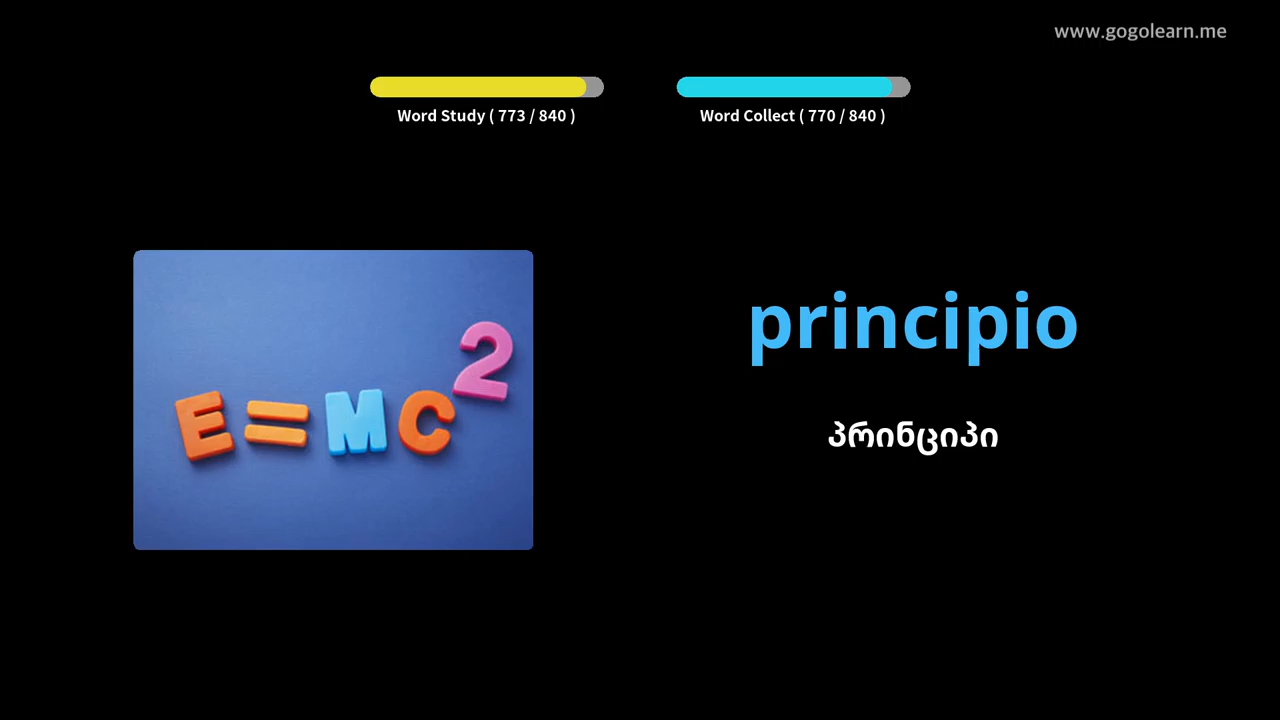 www.gogolearn.me
Word Study ( 773 / 840 )
Word Collect ( 770 / 840 )
E=MC2
principio
პრინციპი